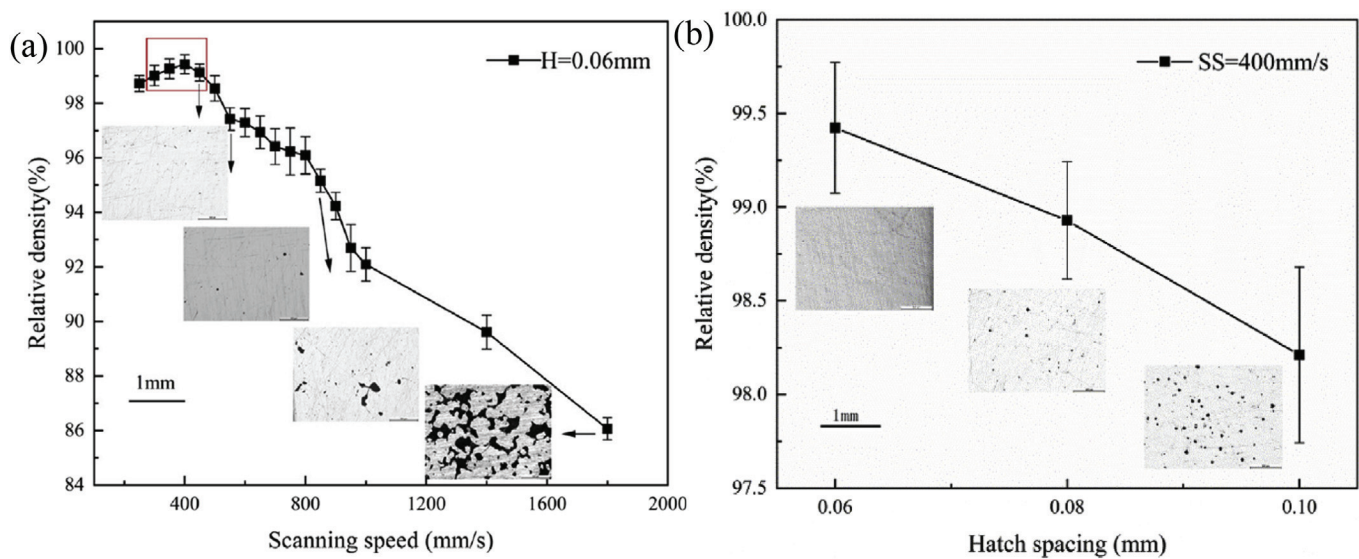 (a)
H=0.06mm
Relative density(%)
100
98
96
94
92
90
88
86
84
1mm
400
800
1200
1600
2000
Scanning speed (mm/s)
(b)
SS=400mm/s
Relative density(%)
100.0
99.5
99.0
98.5
98.0
97.5
1mm
0.06
0.08
0.10
Hatch spacing (mm)